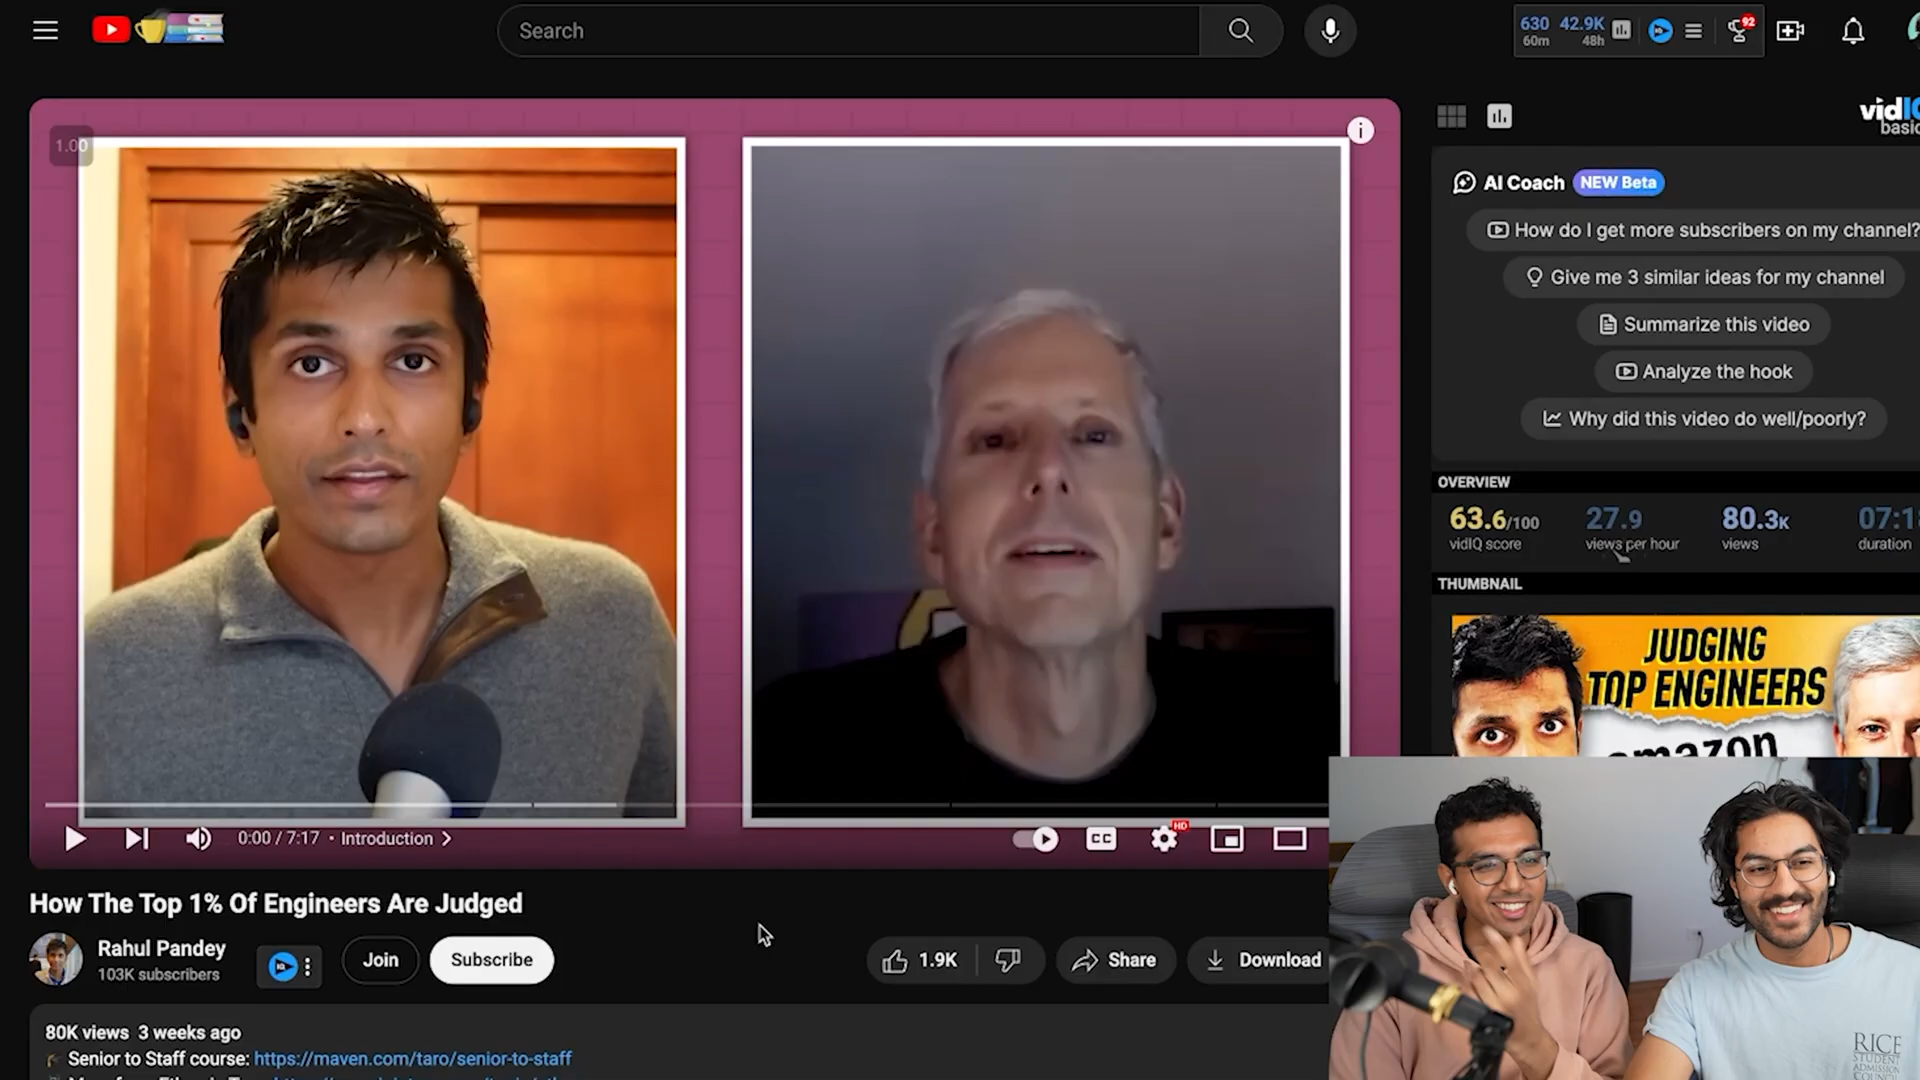 Search
630 42.9K
60m 48h
92
1.00
i
vidIQ
basic
AI Coach NEW Beta
How do I get more subscribers on my channel?
Give me 3 similar ideas for my channel
Summarize this video
Analyze the hook
Why did this video do well/poorly?
OVERVIEW
63.6/100 27.9 80.3K
vidIQ score views per hour views duration
THUMBNAIL
JUDGING
TOP ENGINEERS
amazon
0:00 / 7:17 • Introduction
CC
HD
How The Top 1% Of Engineers Are Judged
Rahul Pandey
103K subscribers
Join
Subscribe
1.9K
Share
Download
80K views 3 weeks ago
Senior to Staff course: https://maven.com/taro/senior-to-staff
RICE
STUDENT
ADMISSION
COUNCIL